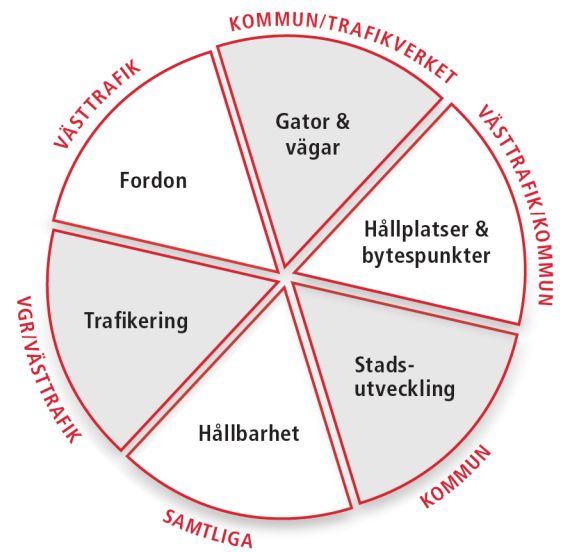 KOMMUN/TRAFIKVERKET
Gator &
vägar
VÄSTTRAFIK/KOMMUN
Hållplatser &
bytespunkter
KOMMUN
Stads-
utveckling
SAMTLIGA
Hållbarhet
VGR/VÄSTTRAFIK
Trafikering
VÄSTTRAFIK
Fordon